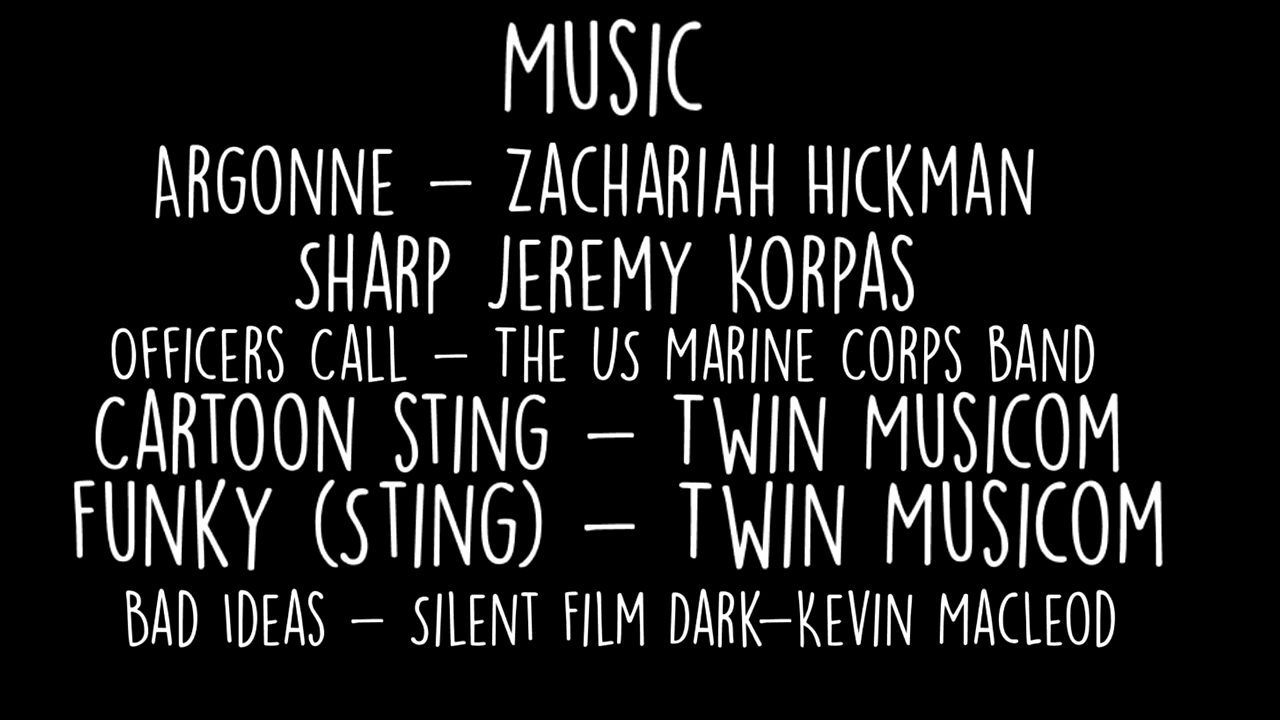 MUSIC
ARGONNE – ZACHARIAH HICKMAN
SHARP JEREMY KORPAS
OFFICERS CALL – THE US MARINE CORPS BAND
CARTOON STING – TWIN MUSICOM
FUNKY (STING) – TWIN MUSICOM
BAD IDEAS – SILENT FILM DARK–KEVIN MACLEOD